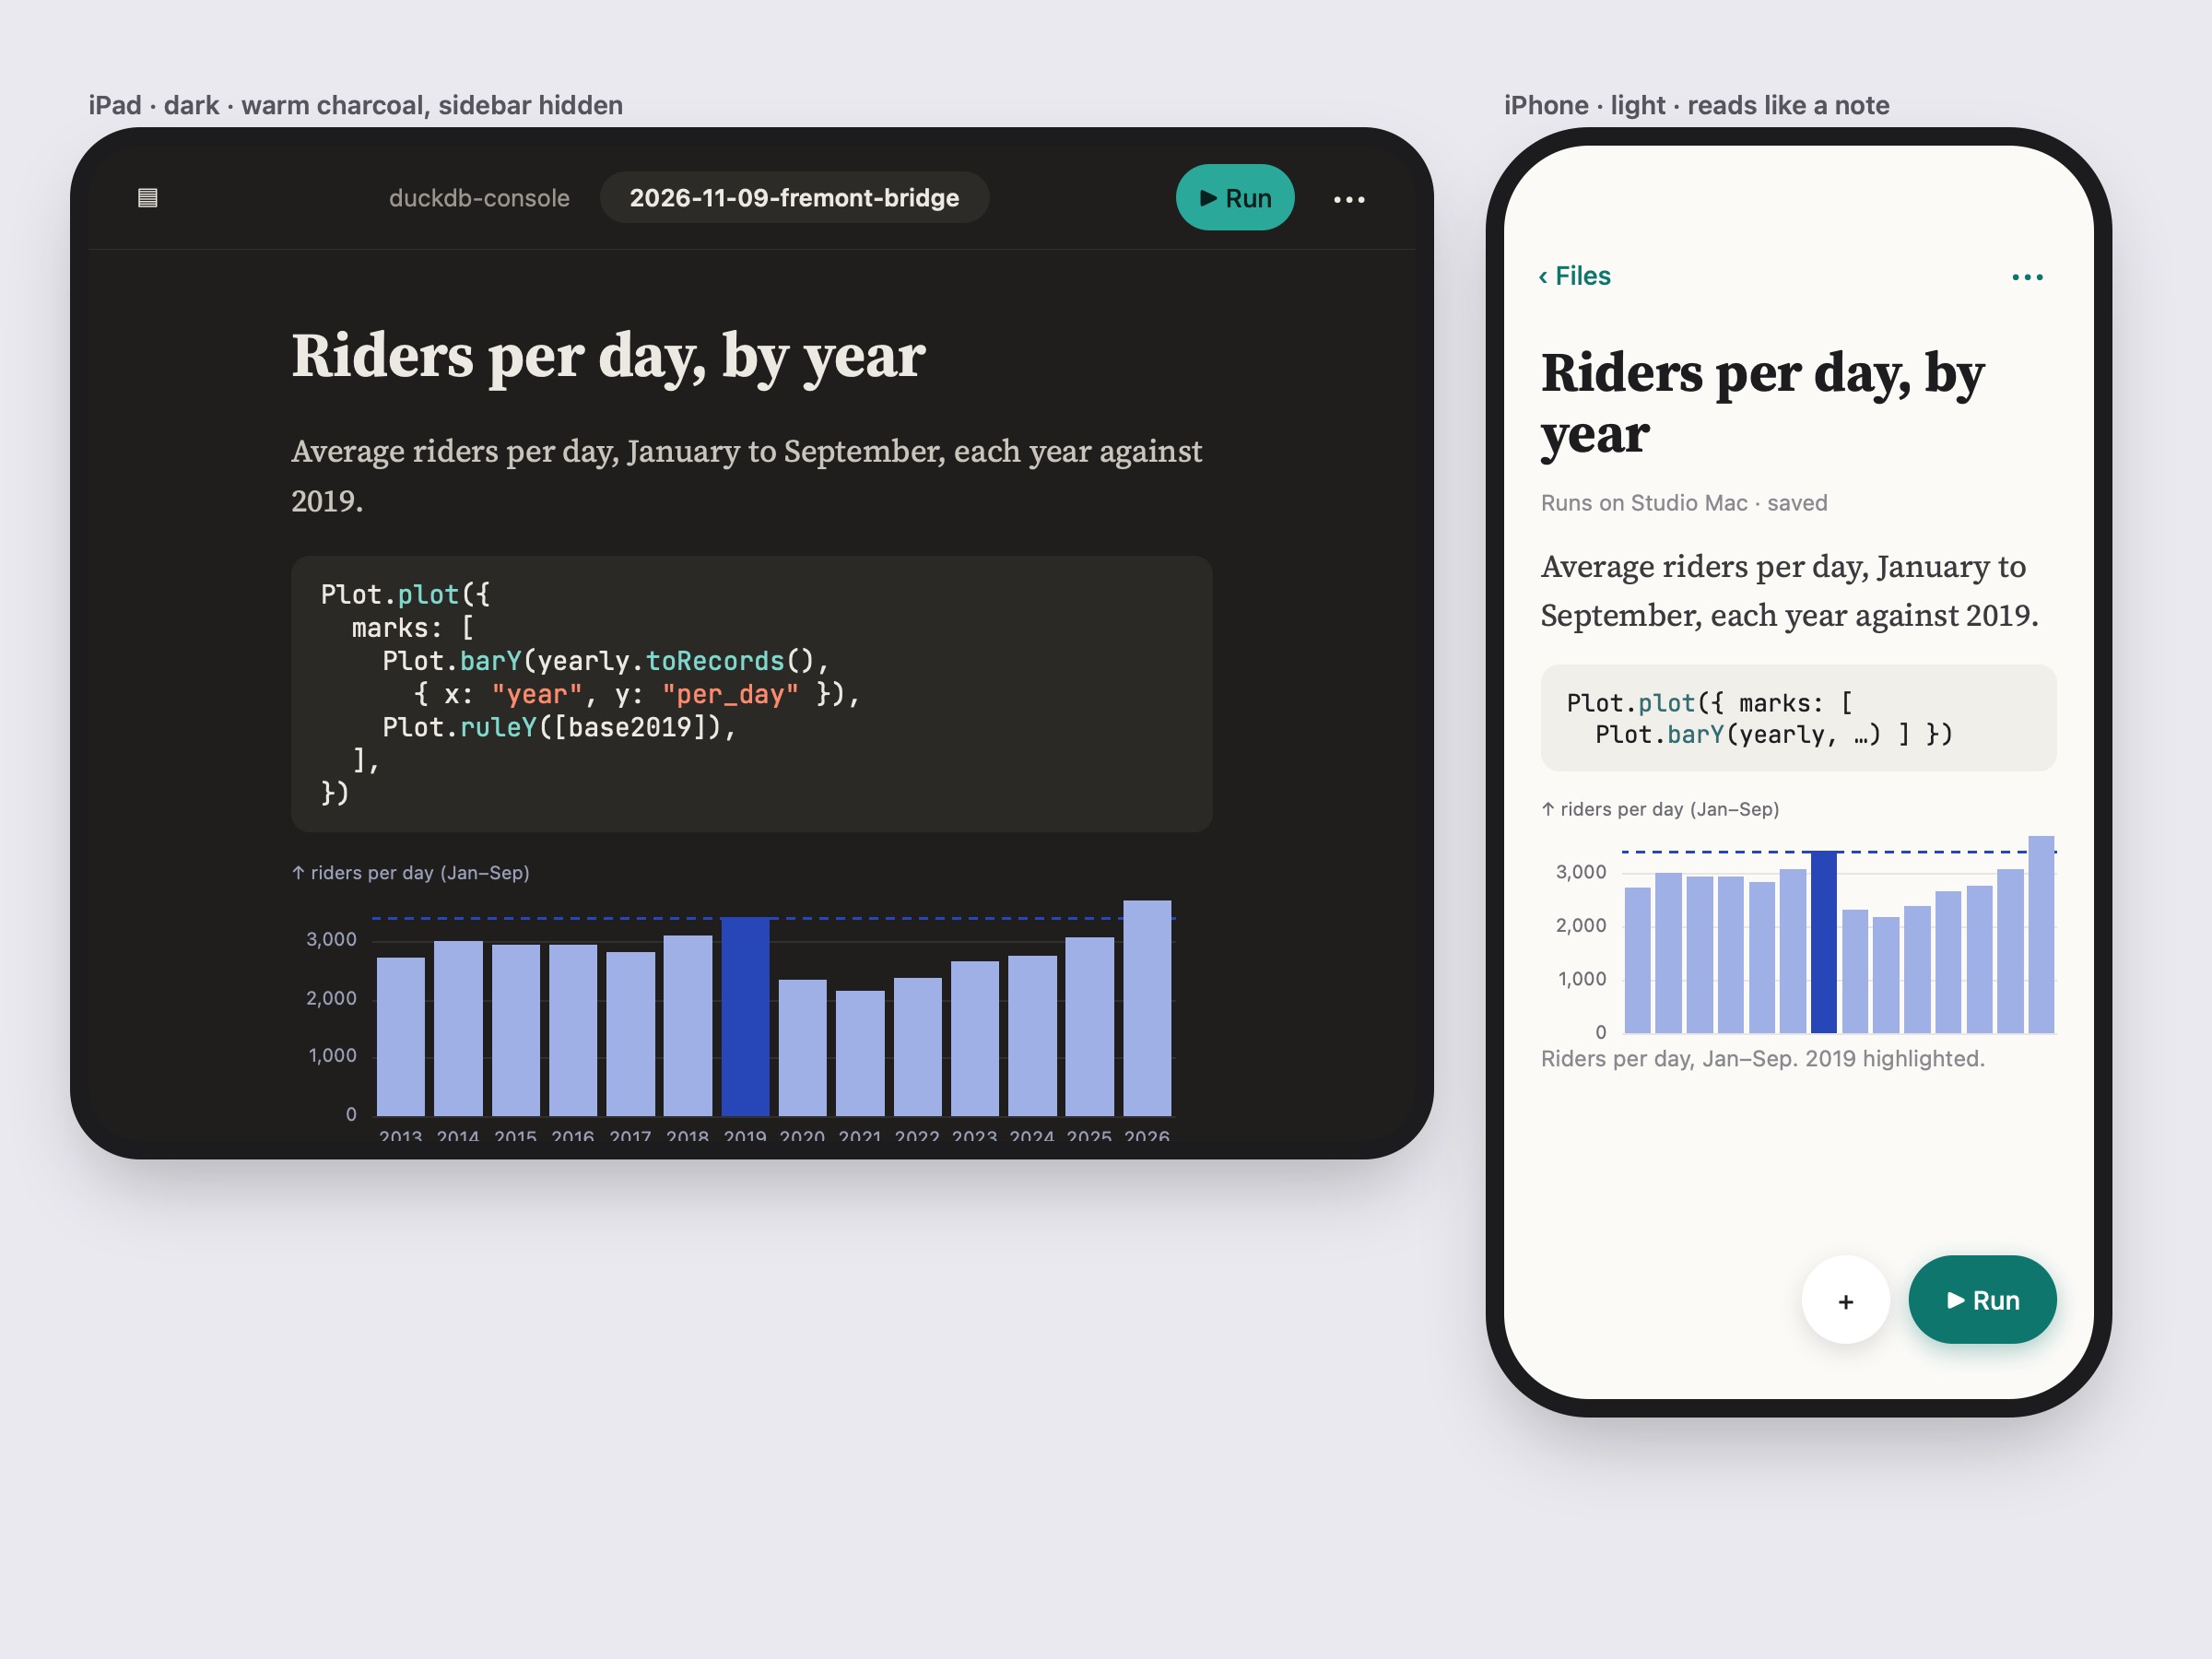 iPad · dark · warm charcoal, sidebar hidden
duckdb-console
2026-11-09-fremont-bridge
▶ Run
•••
Riders per day, by year
Average riders per day, January to September, each year against
2019.
Plot.plot({
  marks: [
    Plot.barY(yearly.toRecords(),
      { x: "year", y: "per_day" }),
    Plot.ruleY([base2019]),
  ],
})
↑ riders per day (Jan–Sep)
3,000
2,000
1,000
0
2013 2014 2015 2016 2017 2018 2019 2020 2021 2022 2023 2024 2025 2026
iPhone · light · reads like a note
‹ Files
•••
Riders per day, by
year
Runs on Studio Mac · saved
Average riders per day, January to
September, each year against 2019.
Plot.plot({ marks: [
  Plot.barY(yearly, …) ] })
↑ riders per day (Jan–Sep)
3,000
2,000
1,000
0
Riders per day, Jan–Sep. 2019 highlighted.
+
▶ Run